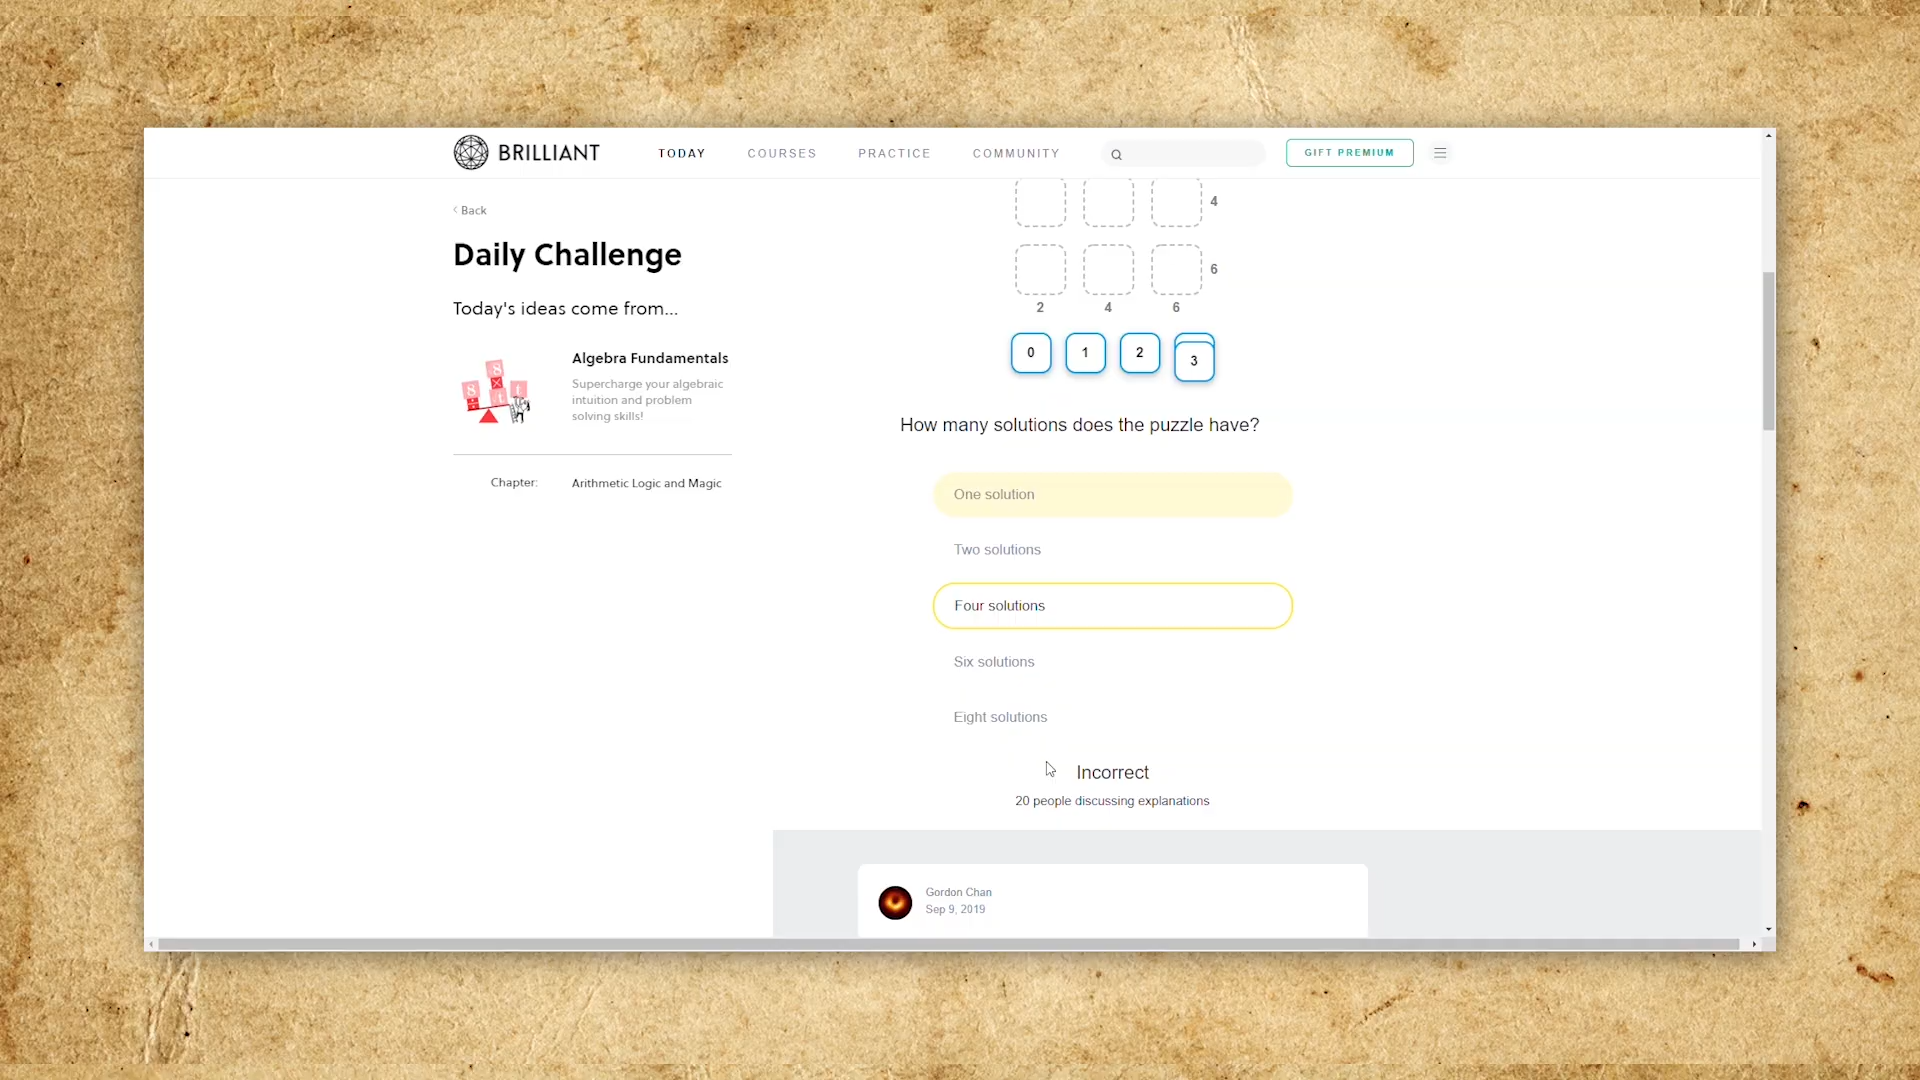 BRILLIANT
TODAY
COURSES
PRACTICE
COMMUNITY
GIFT PREMIUM
Back
Daily Challenge
Today's ideas come from...
8
8
t
t
Algebra Fundamentals
Supercharge your algebraic
intuition and problem
solving skills!
Chapter:
Arithmetic Logic and Magic
4
6
2 4 6
0 1 2 3
How many solutions does the puzzle have?
One solution
Two solutions
Four solutions
Six solutions
Eight solutions
Incorrect
20 people discussing explanations
Gordon Chan
Sep 9, 2019